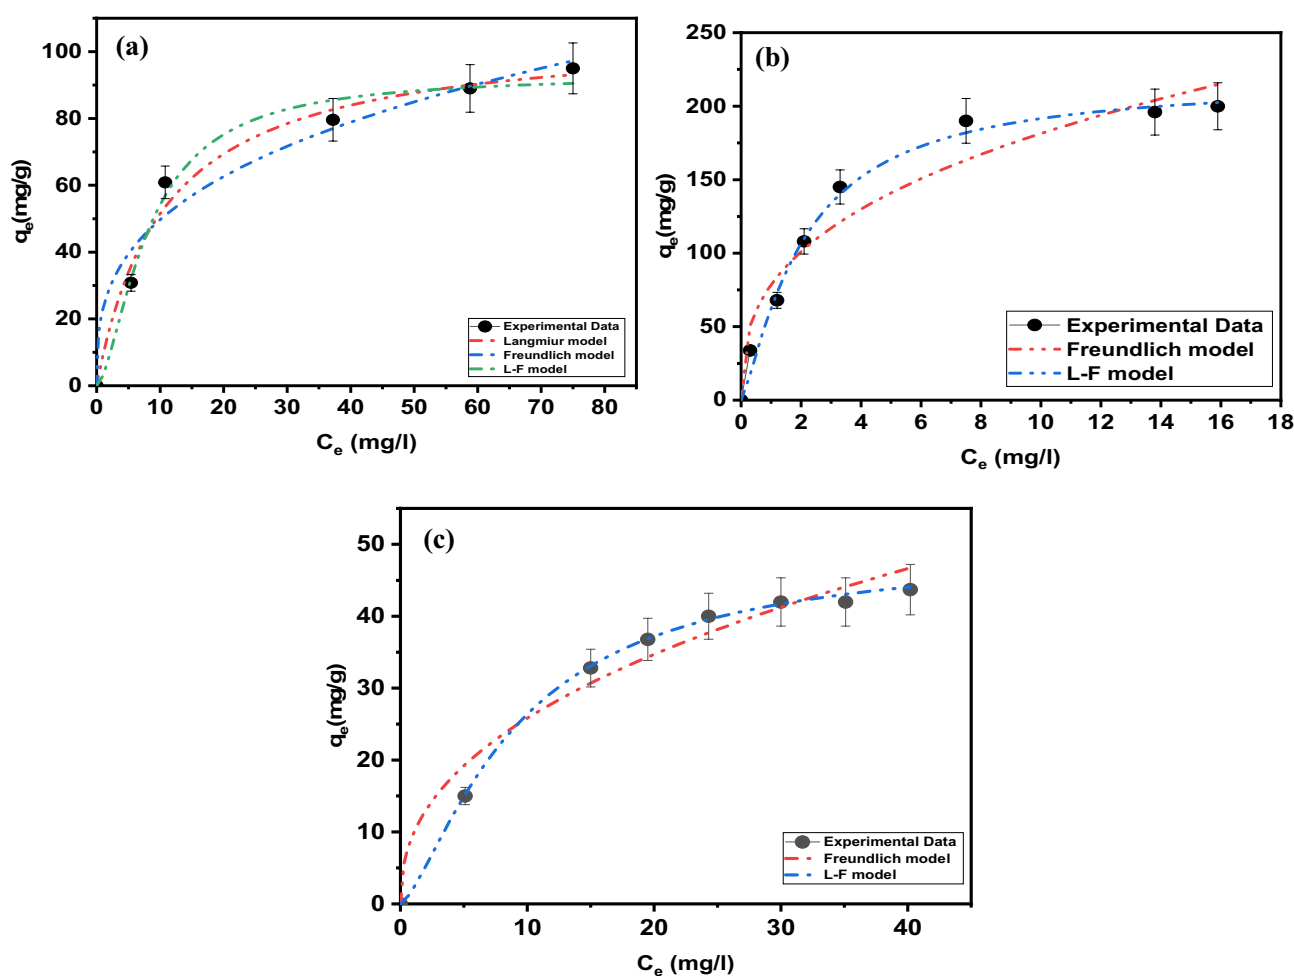 (a)
100
80
60
40
20
0
qe(mg/g)
Experimental Data
Langmiur model
Freundlich model
L-F model
0 10 20 30 40 50 60 70 80
Ce (mg/l)
(b)
250
200
150
100
50
0
qe(mg/g)
Experimental Data
Freundlich model
L-F model
0 2 4 6 8 10 12 14 16 18
Ce (mg/l)
(c)
50
40
30
20
10
0
qe(mg/g)
Experimental Data
Freundlich model
L-F model
0 10 20 30 40
Ce (mg/l)